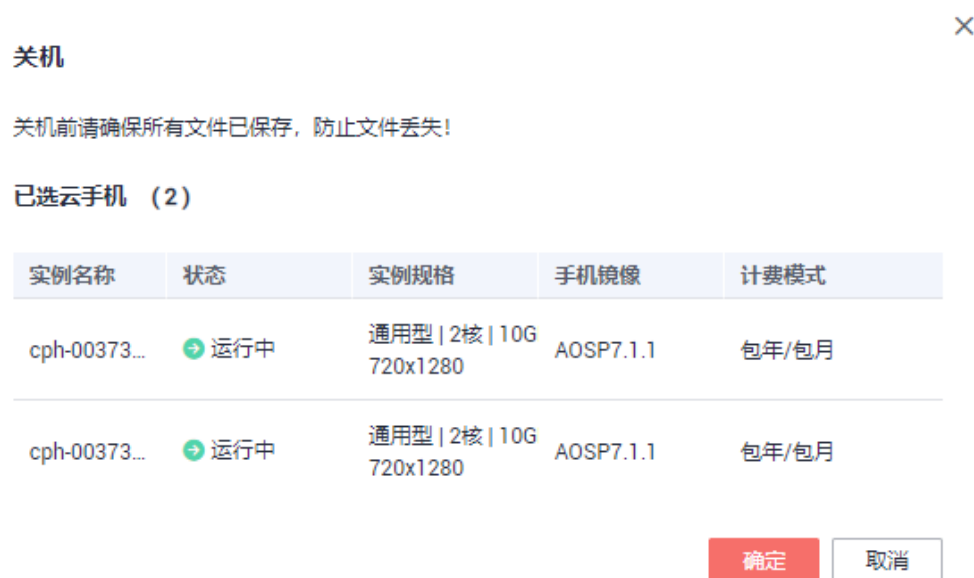 关机
关机前请确保所有文件已保存，防止文件丢失!
已选云手机 (2)
实例名称 状态 实例规格 手机镜像 计费模式
cph-00373... 运行中 通用型 | 2核 | 10G 720x1280 AOSP7.1.1 包年/包月
cph-00373... 运行中 通用型 | 2核 | 10G 720x1280 AOSP7.1.1 包年/包月
确定 取消